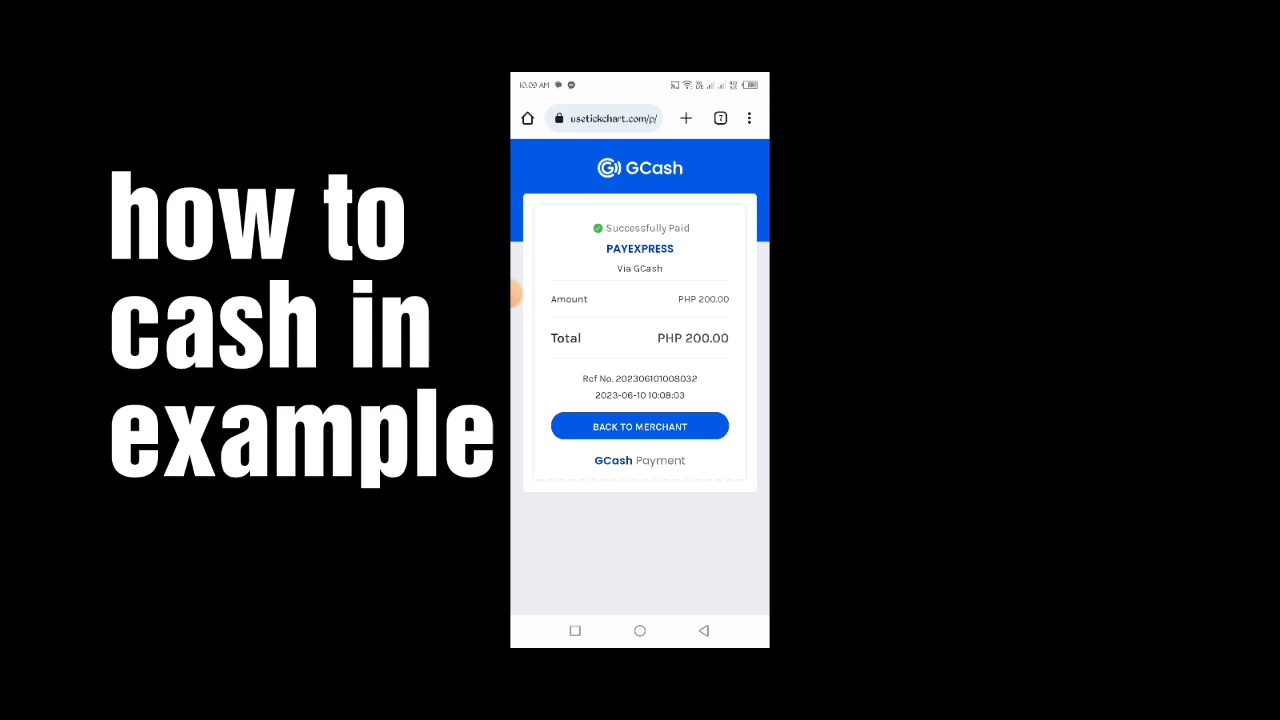 how to
cash in
example
10:09 AM
usetickchart.com/p/
7
GCash
Successfully Paid
PAYEXPRESS
Via GCash
Amount PHP 200.00
Total PHP 200.00
Ref No. 202306101008032
2023-06-10 10:08:03
BACK TO MERCHANT
GCash Payment